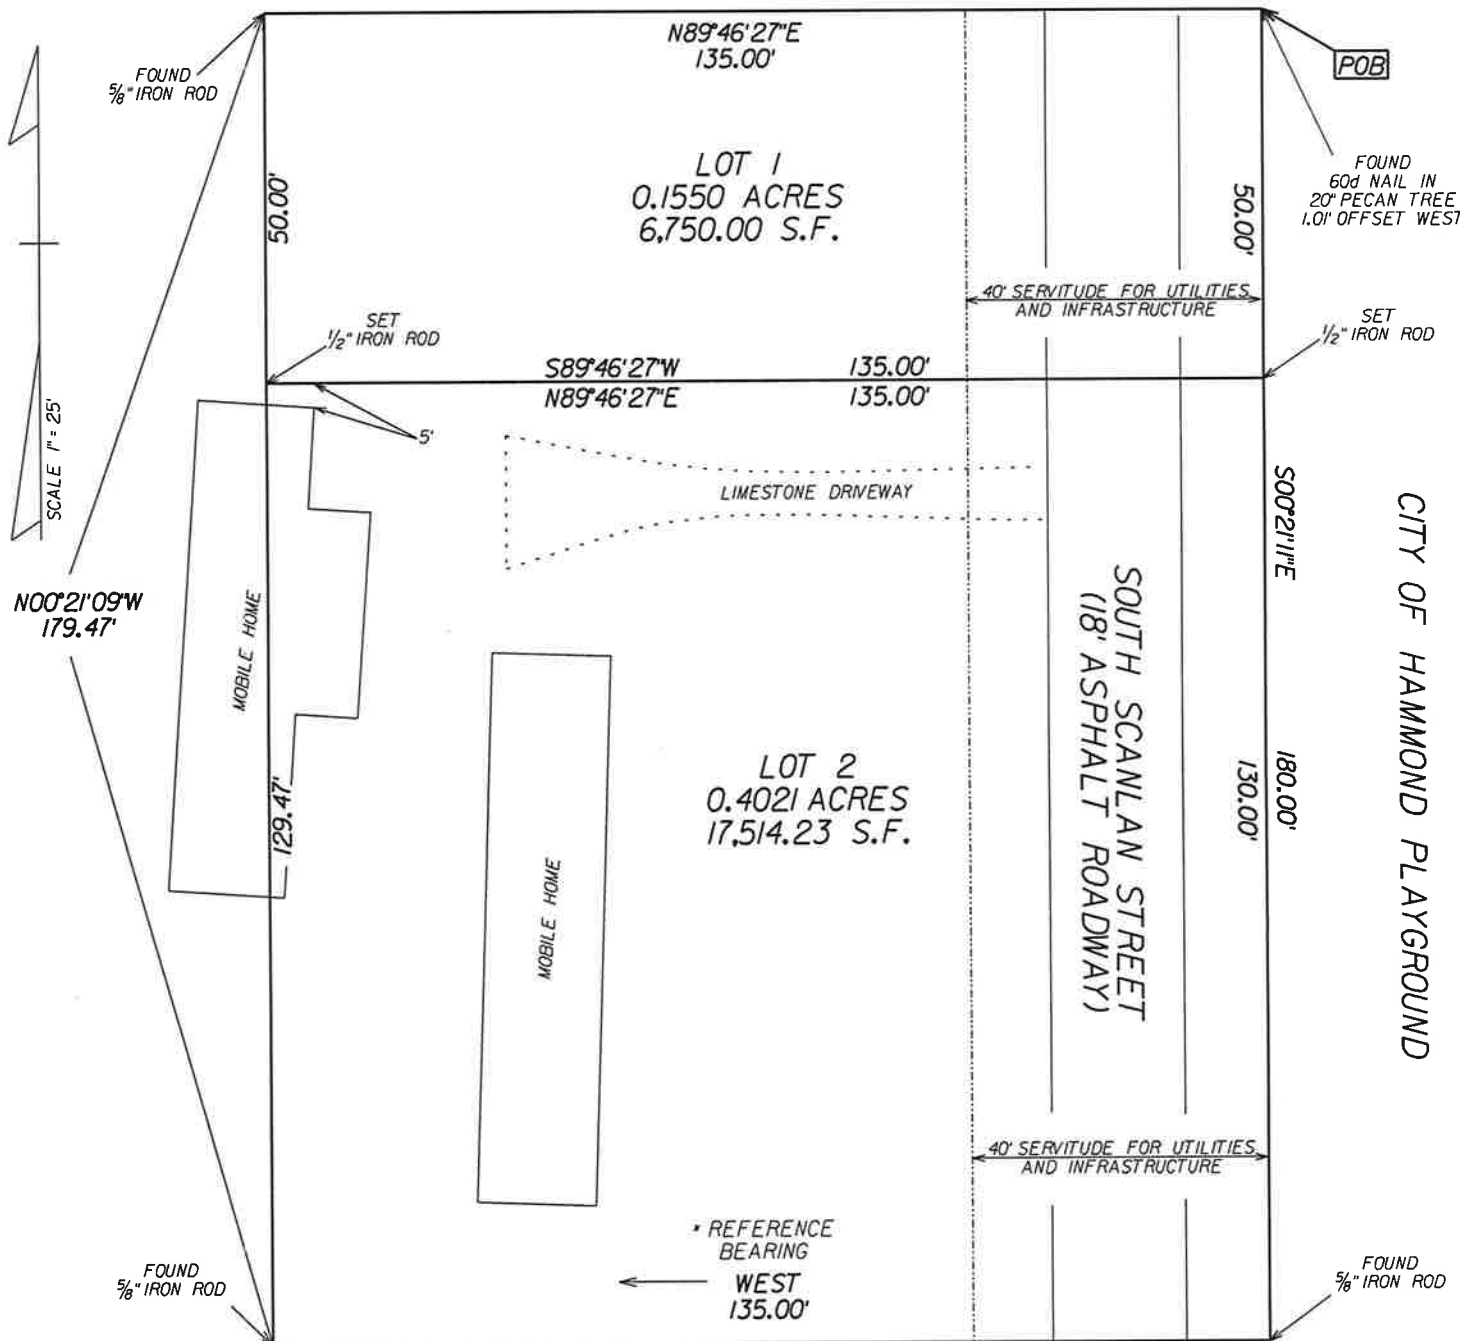 N89°46'27"E
135.00'
POB
FOUND
5/8" IRON ROD
FOUND
60d NAIL IN
20" PECAN TREE
1.01' OFFSET WEST
LOT 1
0.1550 ACRES
6,750.00 S.F.
50.00'
50.00'
40' SERVITUDE FOR UTILITIES
AND INFRASTRUCTURE
SET
1/2" IRON ROD
SET
1/2" IRON ROD
S89°46'27"W 135.00'
N89°46'27"E 135.00'
5'
SCALE 1" = 25'
LIMESTONE DRIVEWAY
S00°21'11"E
180.00'
CITY OF HAMMOND PLAYGROUND
N00°21'09"W
179.47'
MOBILE HOME
SOUTH SCANLAN STREET
(18' ASPHALT ROADWAY)
129.47'
130.00'
LOT 2
0.4021 ACRES
17,514.23 S.F.
MOBILE HOME
40' SERVITUDE FOR UTILITIES
AND INFRASTRUCTURE
* REFERENCE
BEARING
WEST
135.00'
FOUND
5/8" IRON ROD
FOUND
5/8" IRON ROD